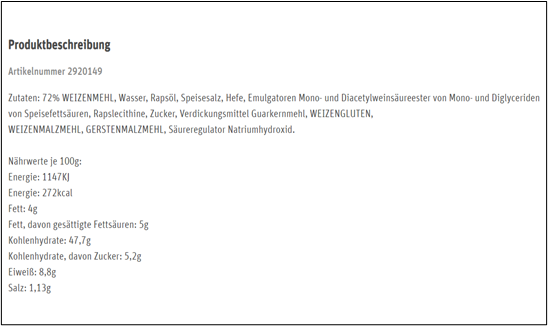 Produktbeschreibung
Artikelnummer 2920149
Zutaten: 72% WEIZENMEHL, Wasser, Rapsöl, Speisesalz, Hefe, Emulgatoren Mono- und Diacetylweinsäureester von Mono- und Diglyceriden
von Speisefettsäuren, Rapslecithine, Zucker, Verdickungsmittel Guarkernmehl, WEIZENGLUTEN,
WEIZENMALZMEHL, GERSTENMALZMEHL, Säureregulator Natriumhydroxid.
Nährwerte je 100g:
Energie: 1147KJ
Energie: 272kcal
Fett: 4g
Fett, davon gesättigte Fettsäuren: 5g
Kohlenhydrate: 47,7g
Kohlenhydrate, davon Zucker: 5,2g
Eiweiß: 8,8g
Salz: 1,13g